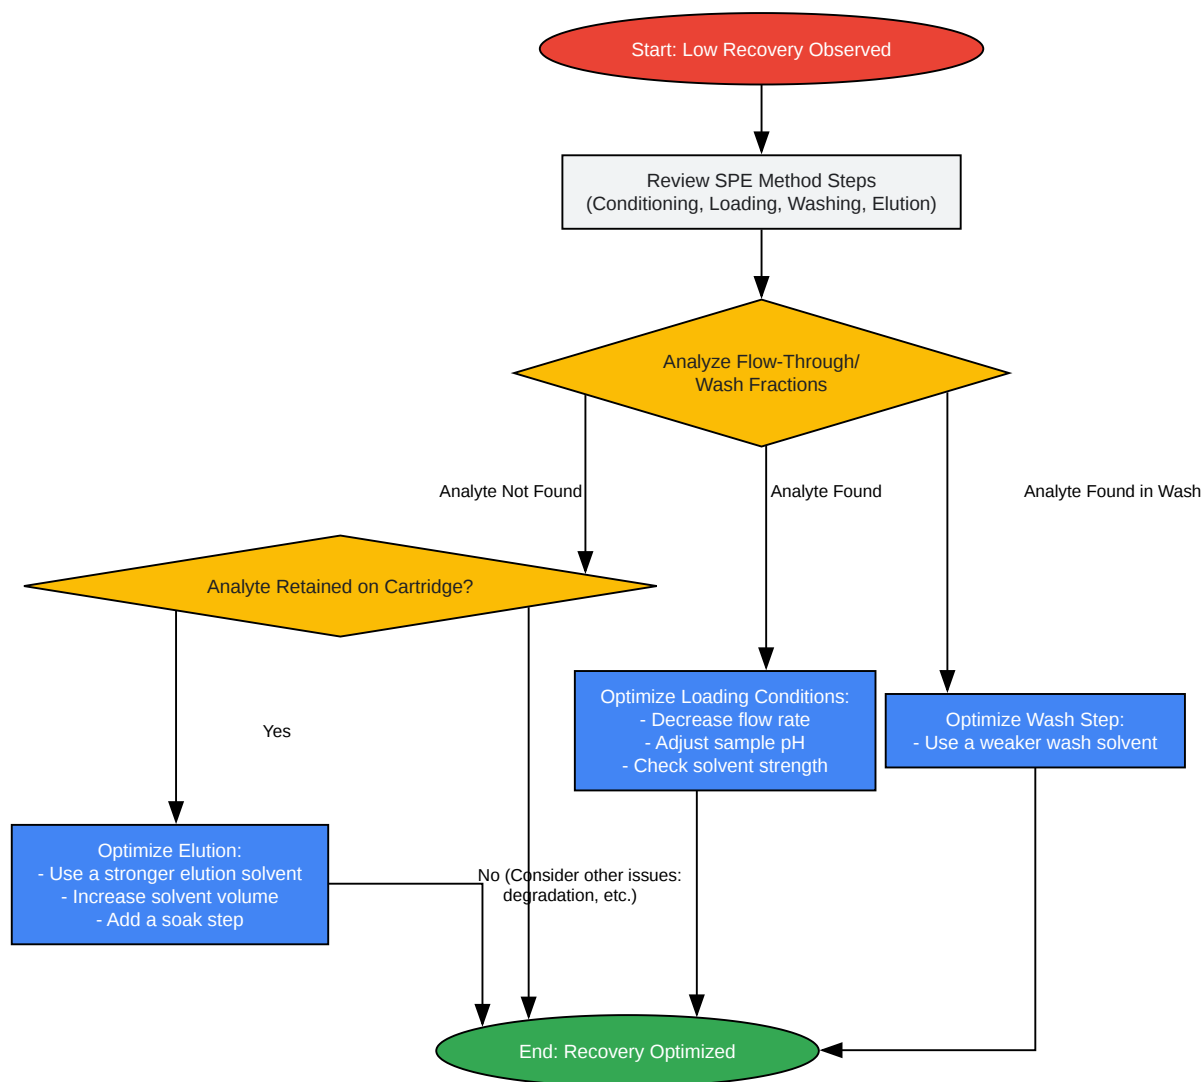 Start: Low Recovery Observed
Review SPE Method Steps
(Conditioning, Loading, Washing, Elution)
Analyze Flow-Through/
Wash Fractions
Analyte Not Found
Analyte Found
Analyte Found in Wash
Analyte Retained on Cartridge?
Optimize Loading Conditions:
- Decrease flow rate
- Adjust sample pH
- Check solvent strength
Optimize Wash Step:
- Use a weaker wash solvent
Yes
Optimize Elution:
- Use a stronger elution solvent
- Increase solvent volume
- Add a soak step
No (Consider other issues:
degradation, etc.)
End: Recovery Optimized